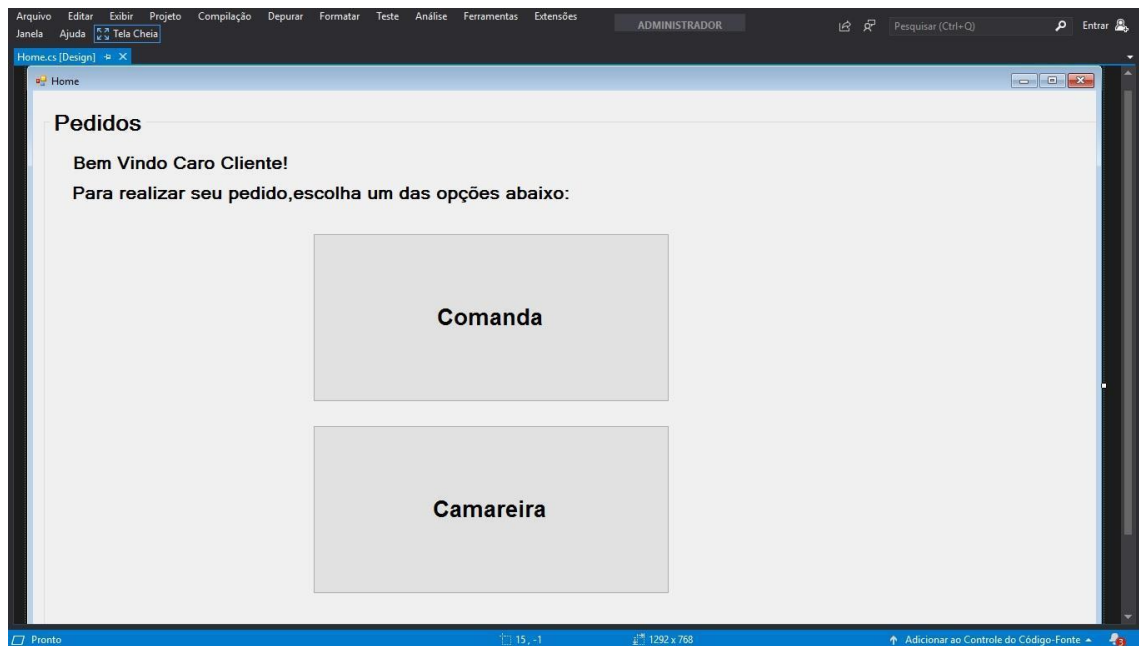 Arquivo Editar Exibir Projeto Compilação Depurar Formatar Teste Análise Ferramentas Extensões
ADMINISTRADOR
Pesquisar (Ctrl+Q)
Entrar
Janela Ajuda Tela Cheia
Home.cs [Design]
Home
Pedidos
Bem Vindo Caro Cliente!
Para realizar seu pedido,escolha um das opções abaixo:
Comanda
Camareira
Pronto
15 , -1
1292 x 768
Adicionar ao Controle do Código-Fonte
3